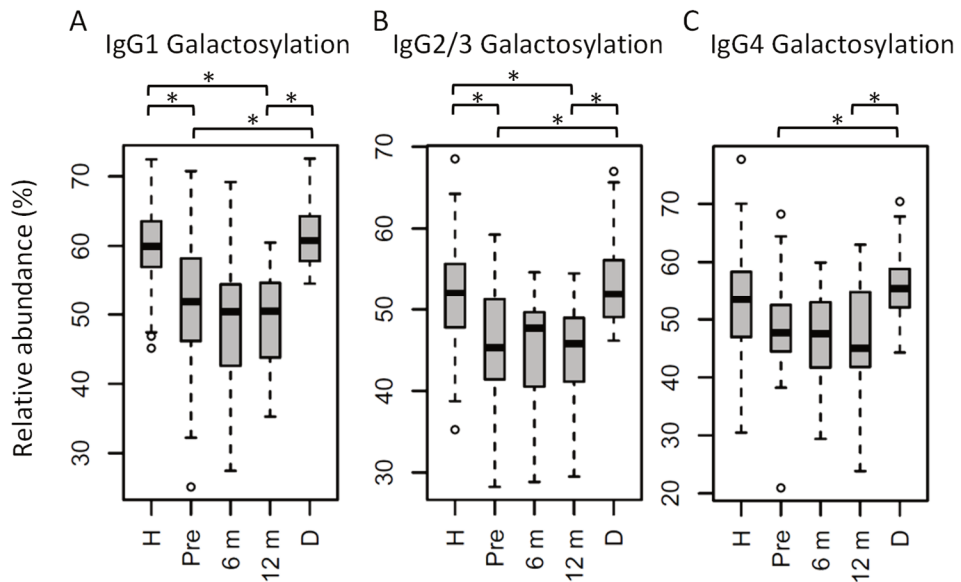 A
IgG1 Galactosylation
B
IgG2/3 Galactosylation
C
IgG4 Galactosylation
*
* *
*
*
* *
*
*
*
Relative abundance (%)
70
60
50
40
30
H Pre 6 m 12 m D
70
60
50
40
30
H Pre 6 m 12 m D
70
60
50
40
30
20
H Pre 6 m 12 m D